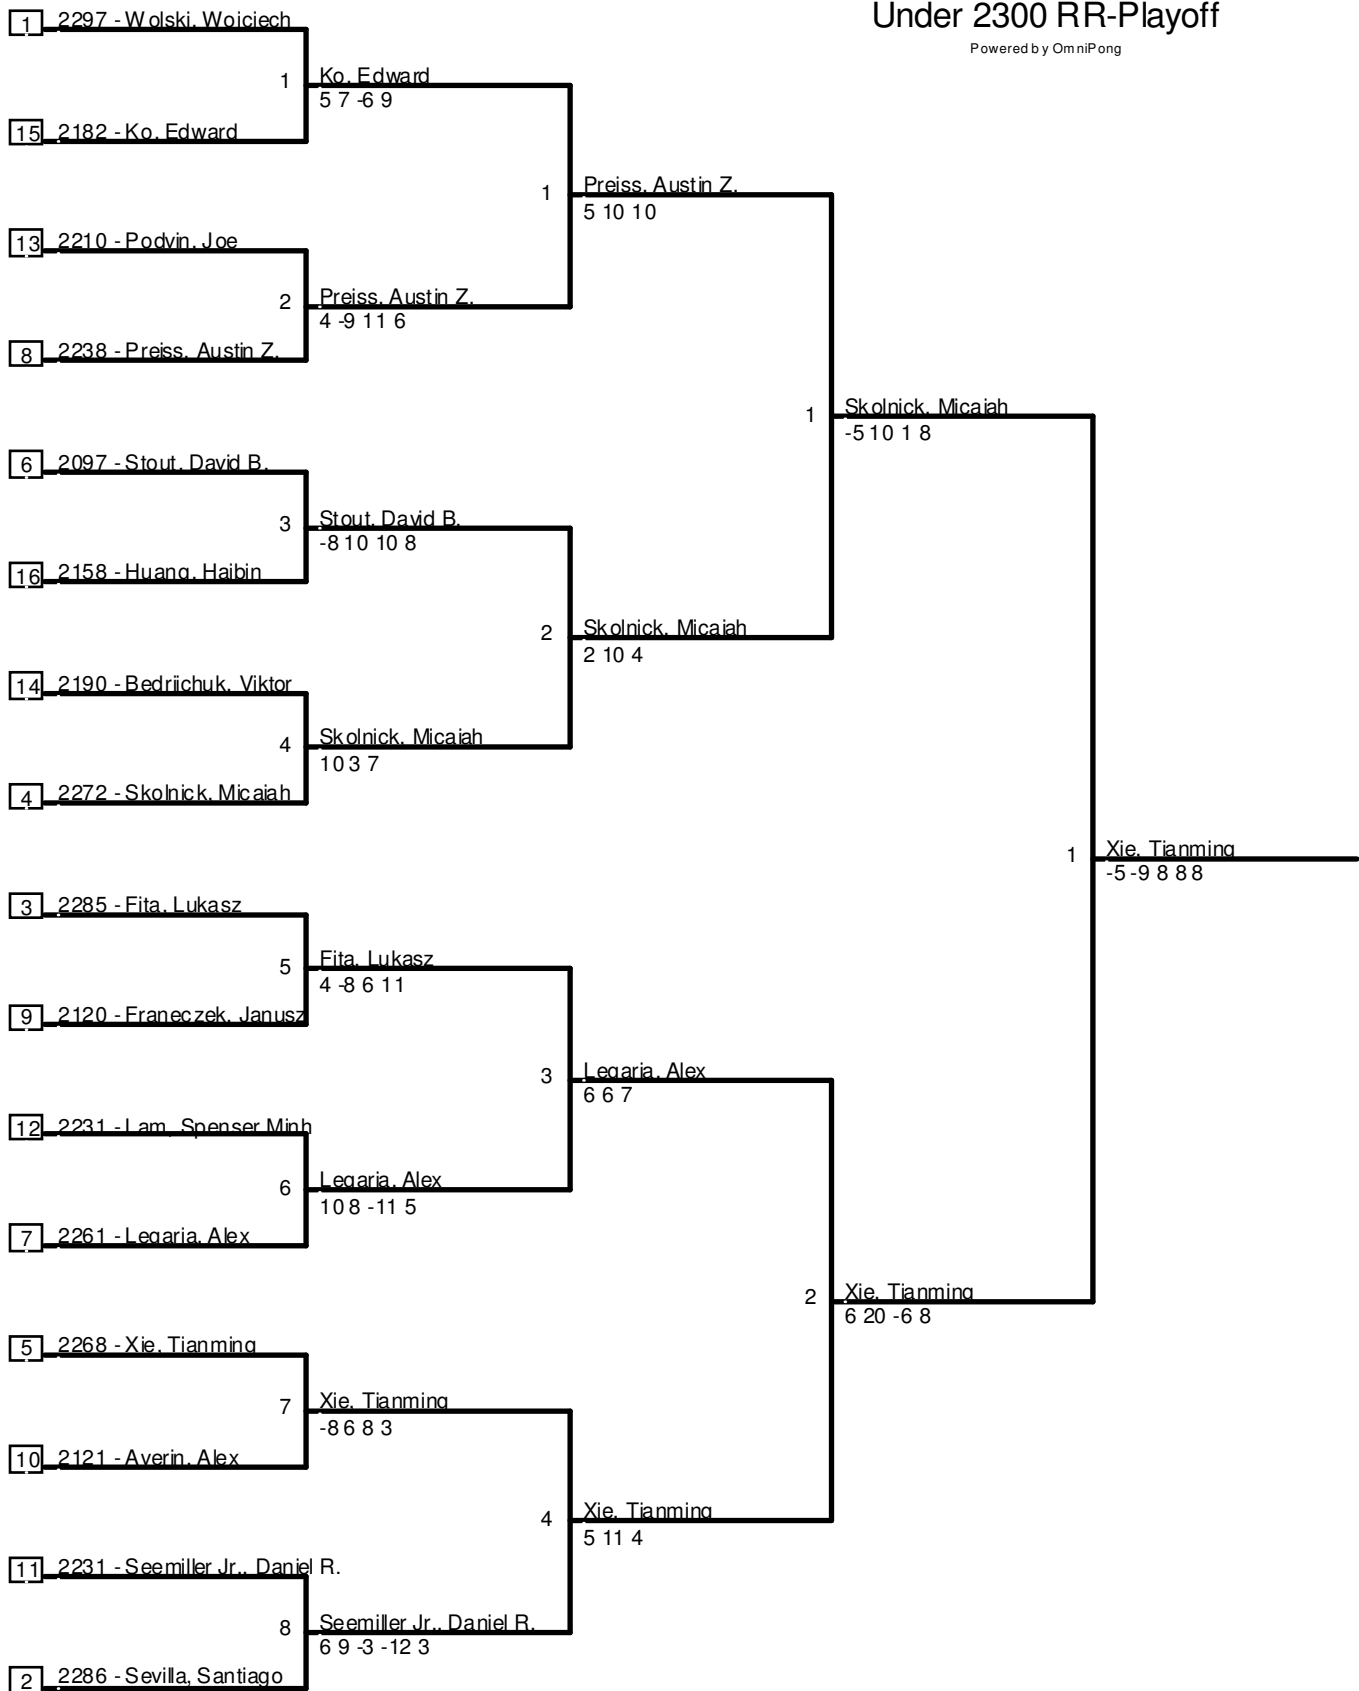 Under 2300 RR-Playoff
Powered by OmniPong
1 2297 - Wolski, Wojciech
1 Ko, Edward
5 7 -6 9
15 2182 - Ko, Edward
1 Preiss, Austin Z.
5 10 10
13 2210 - Podvin, Joe
2 Preiss, Austin Z.
4 -9 11 6
8 2238 - Preiss, Austin Z.
1 Skolnick, Micaiah
-5 10 1 8
6 2097 - Stout, David B.
3 Stout, David B.
-8 10 10 8
16 2158 - Huang, Haibin
2 Skolnick, Micaiah
2 10 4
14 2190 - Bedriichuk, Viktor
4 Skolnick, Micaiah
10 3 7
4 2272 - Skolnick, Micaiah
1 Xie, Tianming
-5 -9 8 8 8
3 2285 - Fita, Lukasz
5 Fita, Lukasz
4 -8 6 11
9 2120 - Franeczek, Janusz
3 Legaria, Alex
6 6 7
12 2231 - Lam, Spenser Minh
6 Legaria, Alex
10 8 -11 5
7 2261 - Legaria, Alex
2 Xie, Tianming
6 20 -6 8
5 2268 - Xie, Tianming
7 Xie, Tianming
-8 6 8 3
10 2121 - Averin, Alex
4 Xie, Tianming
5 11 4
11 2231 - Seemiller Jr., Daniel R.
8 Seemiller Jr., Daniel R.
6 9 -3 -12 3
2 2286 - Sevilla, Santiago